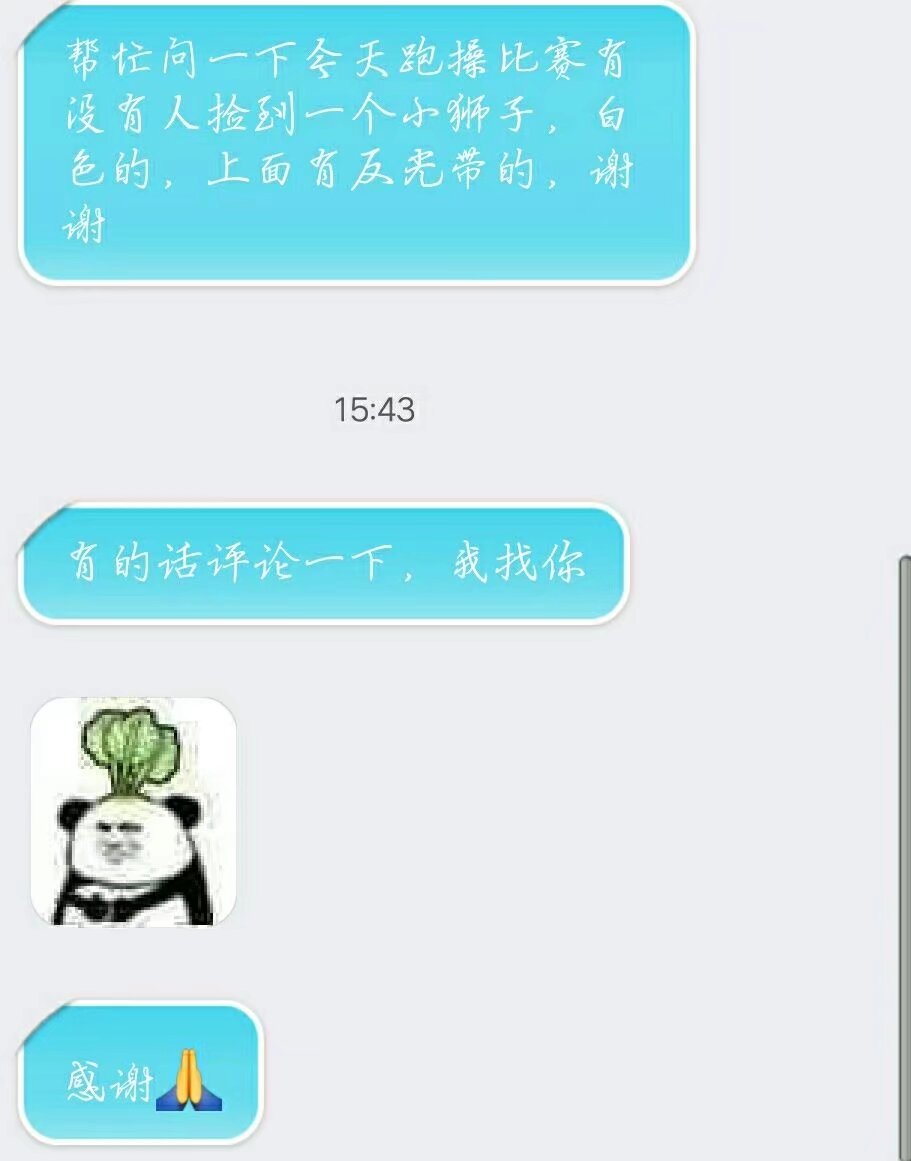 帮忙问一下今天跑操比赛有
没有人捡到一个小狮子，白
色的，上面有反光带的，谢
谢
15:43
有的话评论一下，我找你
感谢🙏